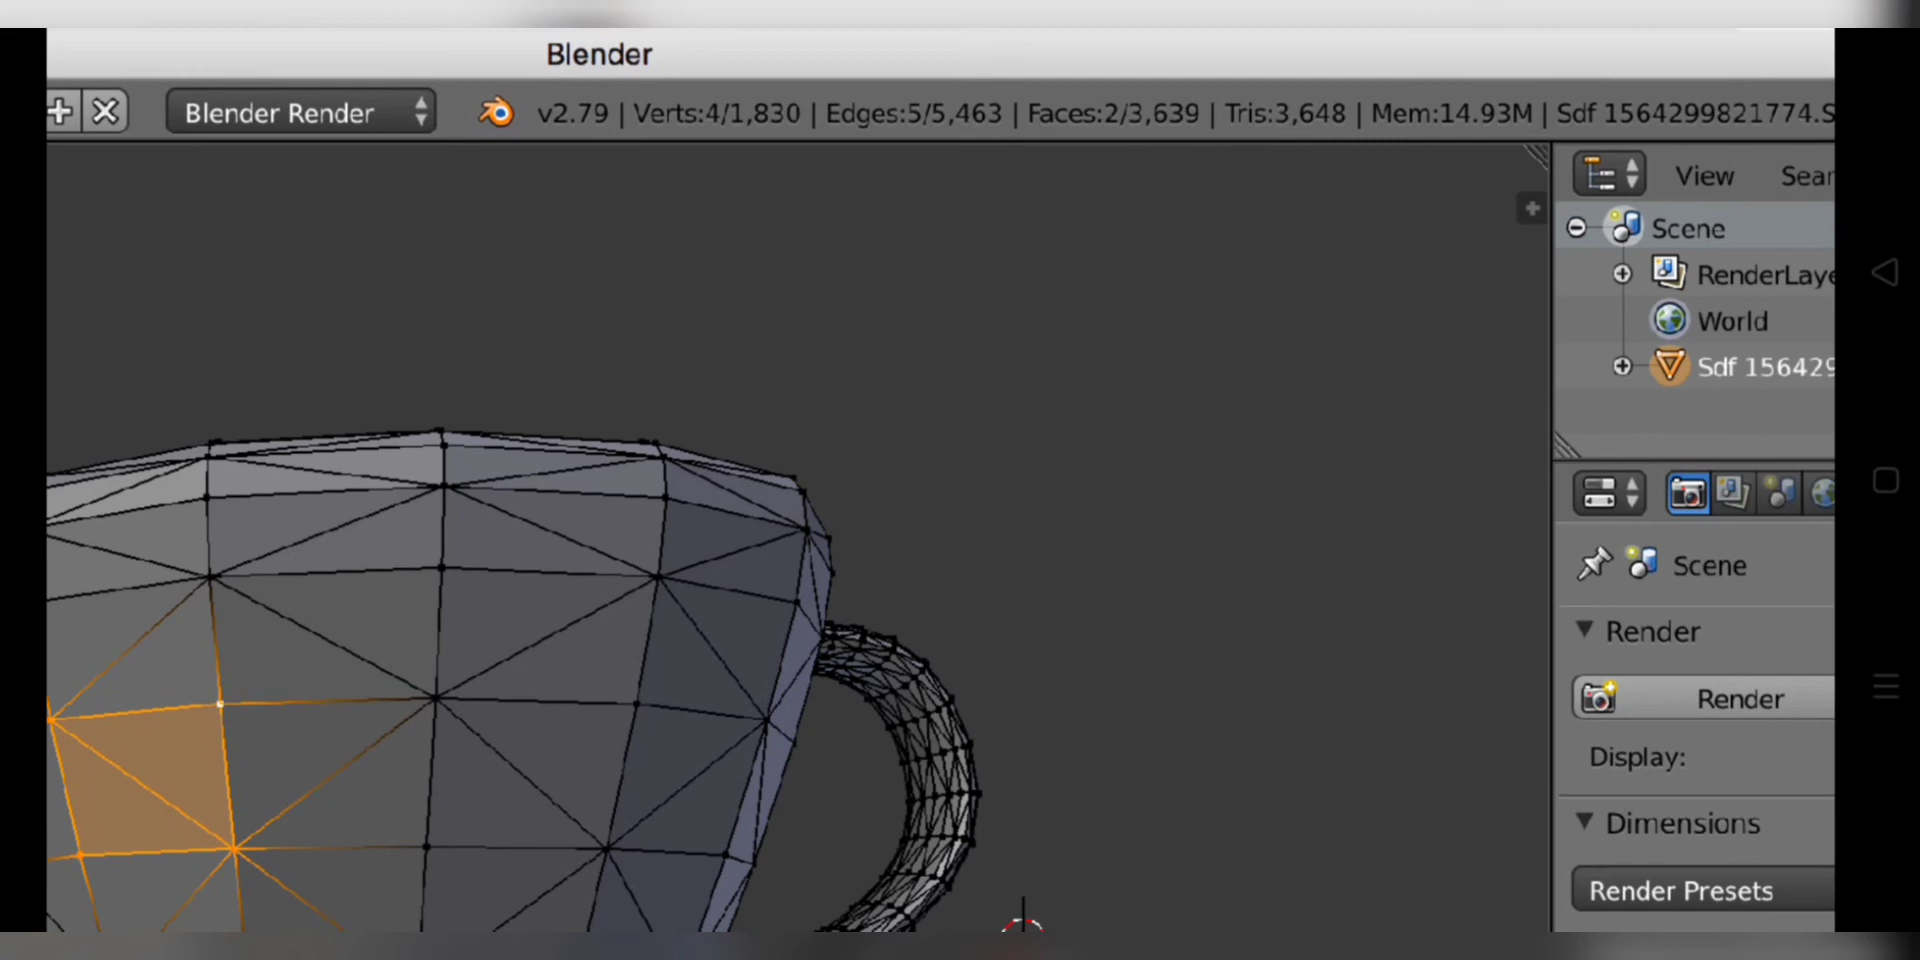 Blender
Blender Render v2.79 | Verts:4/1,830 | Edges:5/5,463 | Faces:2/3,639 | Tris:3,648 | Mem:14.93M | Sdf 1564299821774.S
View Sear
Scene
RenderLaye
World
Sdf 156429
Scene
Render
Render
Display:
Dimensions
Render Presets